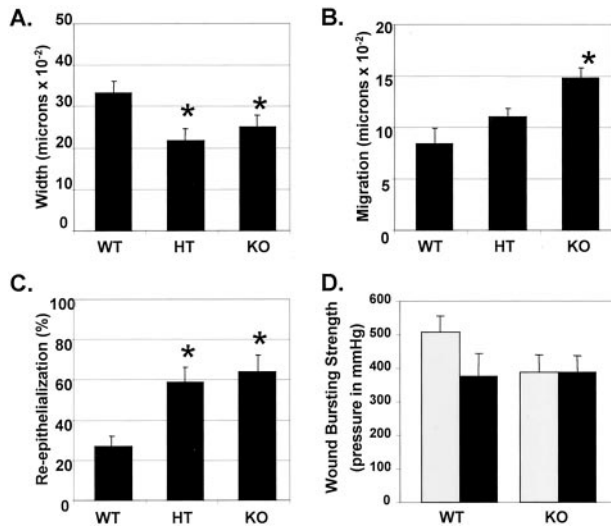 A.
Width (microns x 10⁻²)
50
40
30
20
10
0
*
*
WT HT KO
B.
Migration (microns x 10⁻²)
20
15
10
5
0
*
WT HT KO
C.
Re-epithelialization (%)
100
80
60
40
20
0
*
*
WT HT KO
D.
Wound Bursting Strength
(pressure in mmHg)
600
500
400
300
400
100
0
WT KO